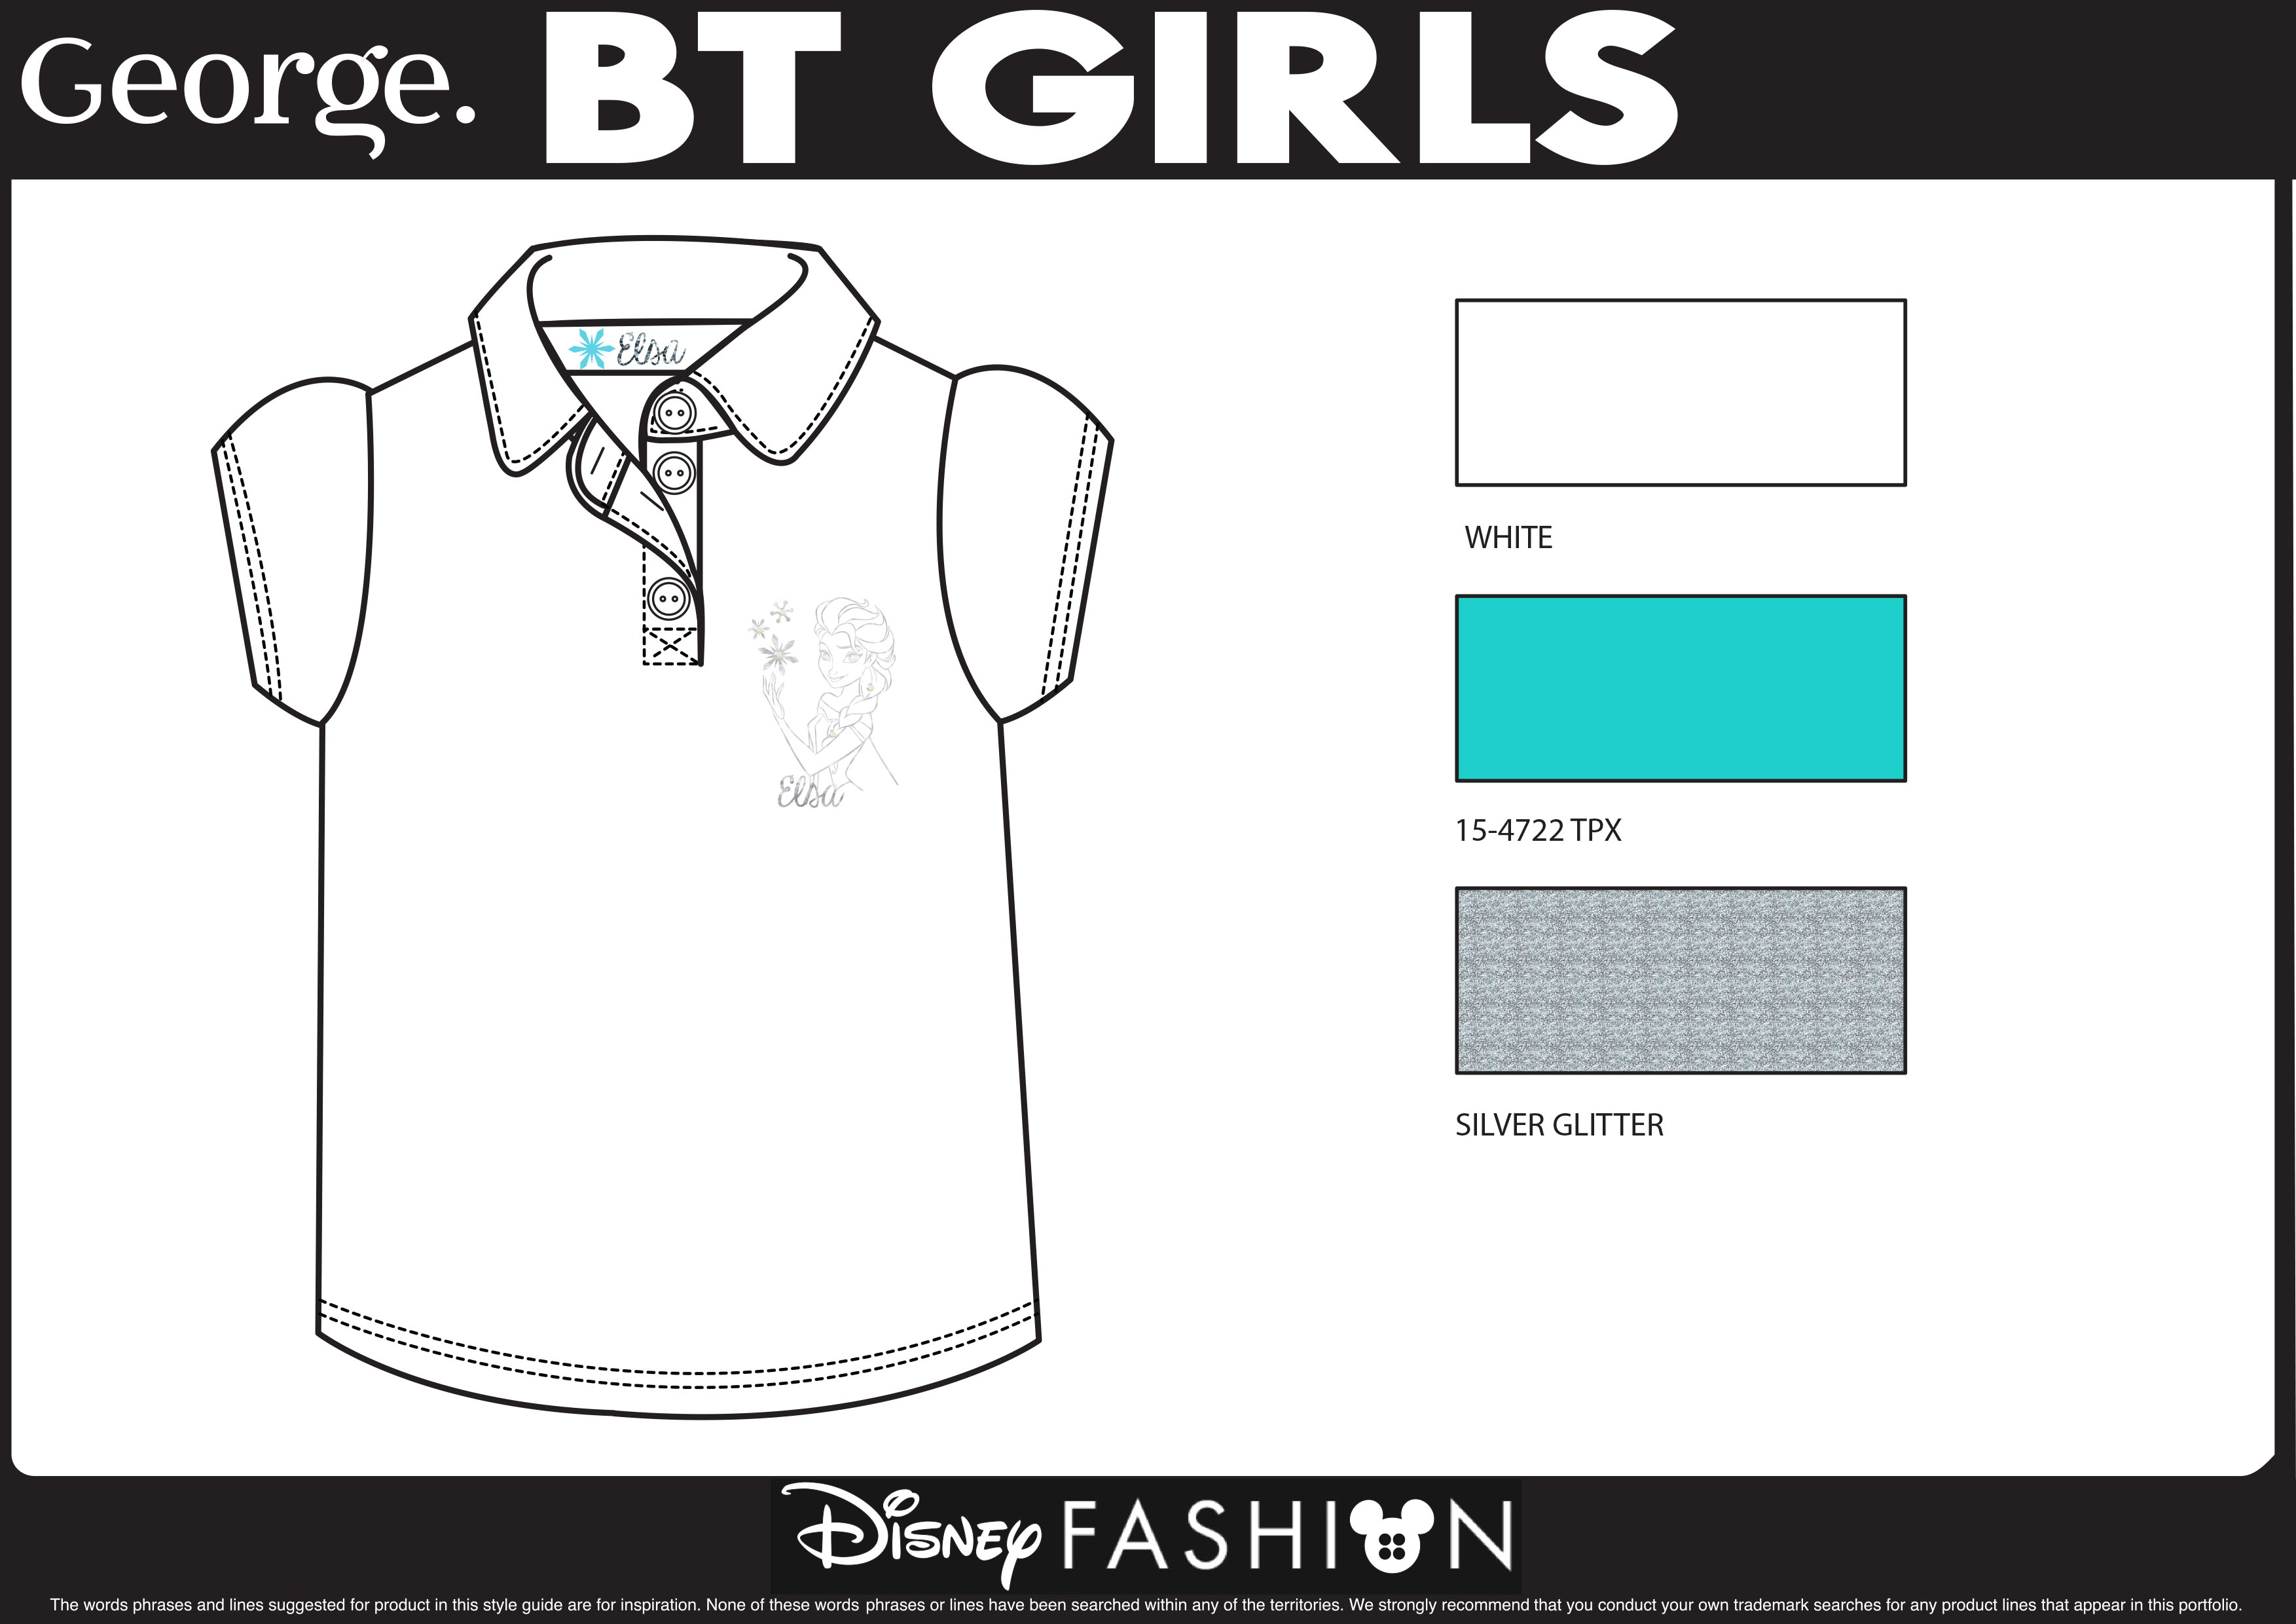 George. BT GIRLS
Elsa
Elsa
WHITE
15-4722 TPX
SILVER GLITTER
Disney FASHION
The words phrases and lines suggested for product in this style guide are for inspiration. None of these words phrases or lines have been searched within any of the territories. We strongly recommend that you conduct your own trademark searches for any product lines that appear in this portfolio.